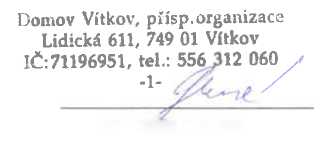 Domov Vítkov, přísp.organizace
Lidická 611, 749 01 Vítkov
IČ:71196951, tel.: 556 312 060
-1-